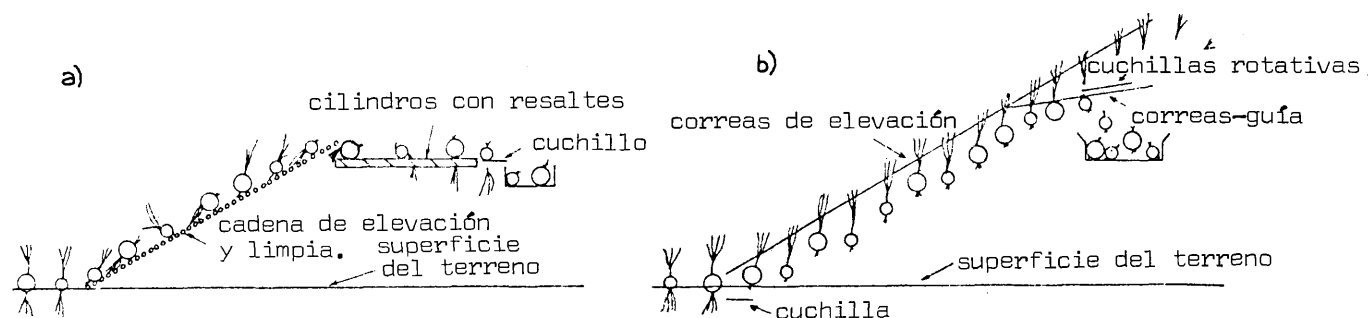 a)
cilindros con resaltes
cuchillo
cadena de elevación
y limpia.
superficie
del terreno
b)
cuchillas rotativas
correas-guía
correas de elevación
superficie del terreno
cuchilla